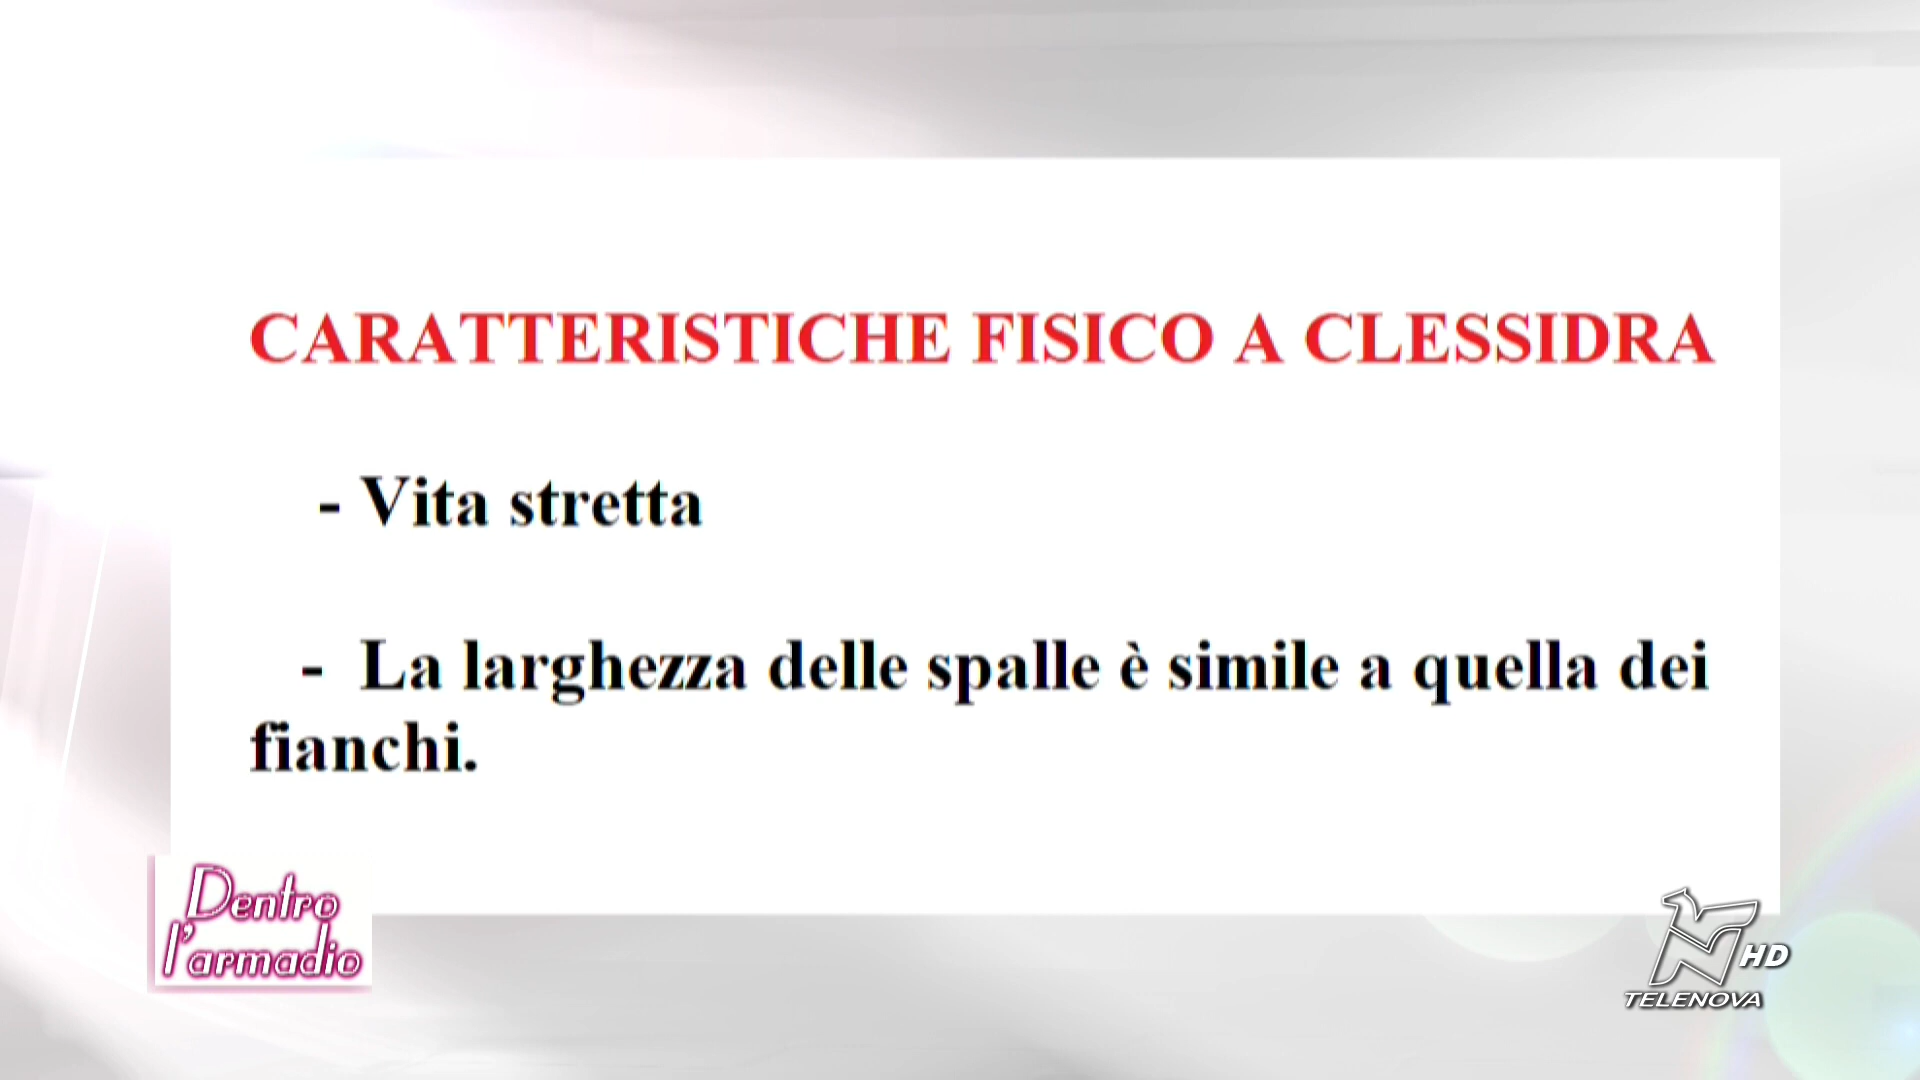 CARATTERISTICHE FISICO A CLESSIDRA
- Vita stretta
- La larghezza delle spalle è simile a quella dei
fianchi.
Dentro
l'armadio
HD
TELENOVA